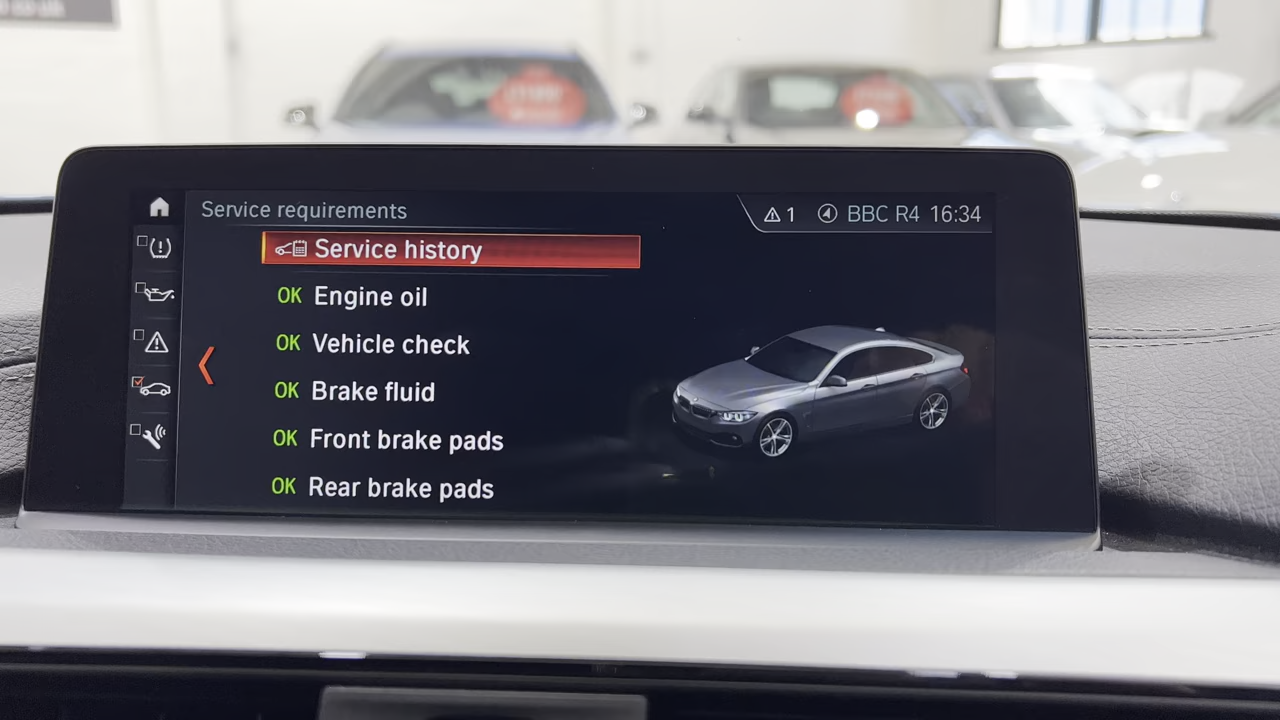 Service requirements
1 BBC R4 16:34
Service history
OK Engine oil
OK Vehicle check
OK Brake fluid
OK Front brake pads
OK Rear brake pads